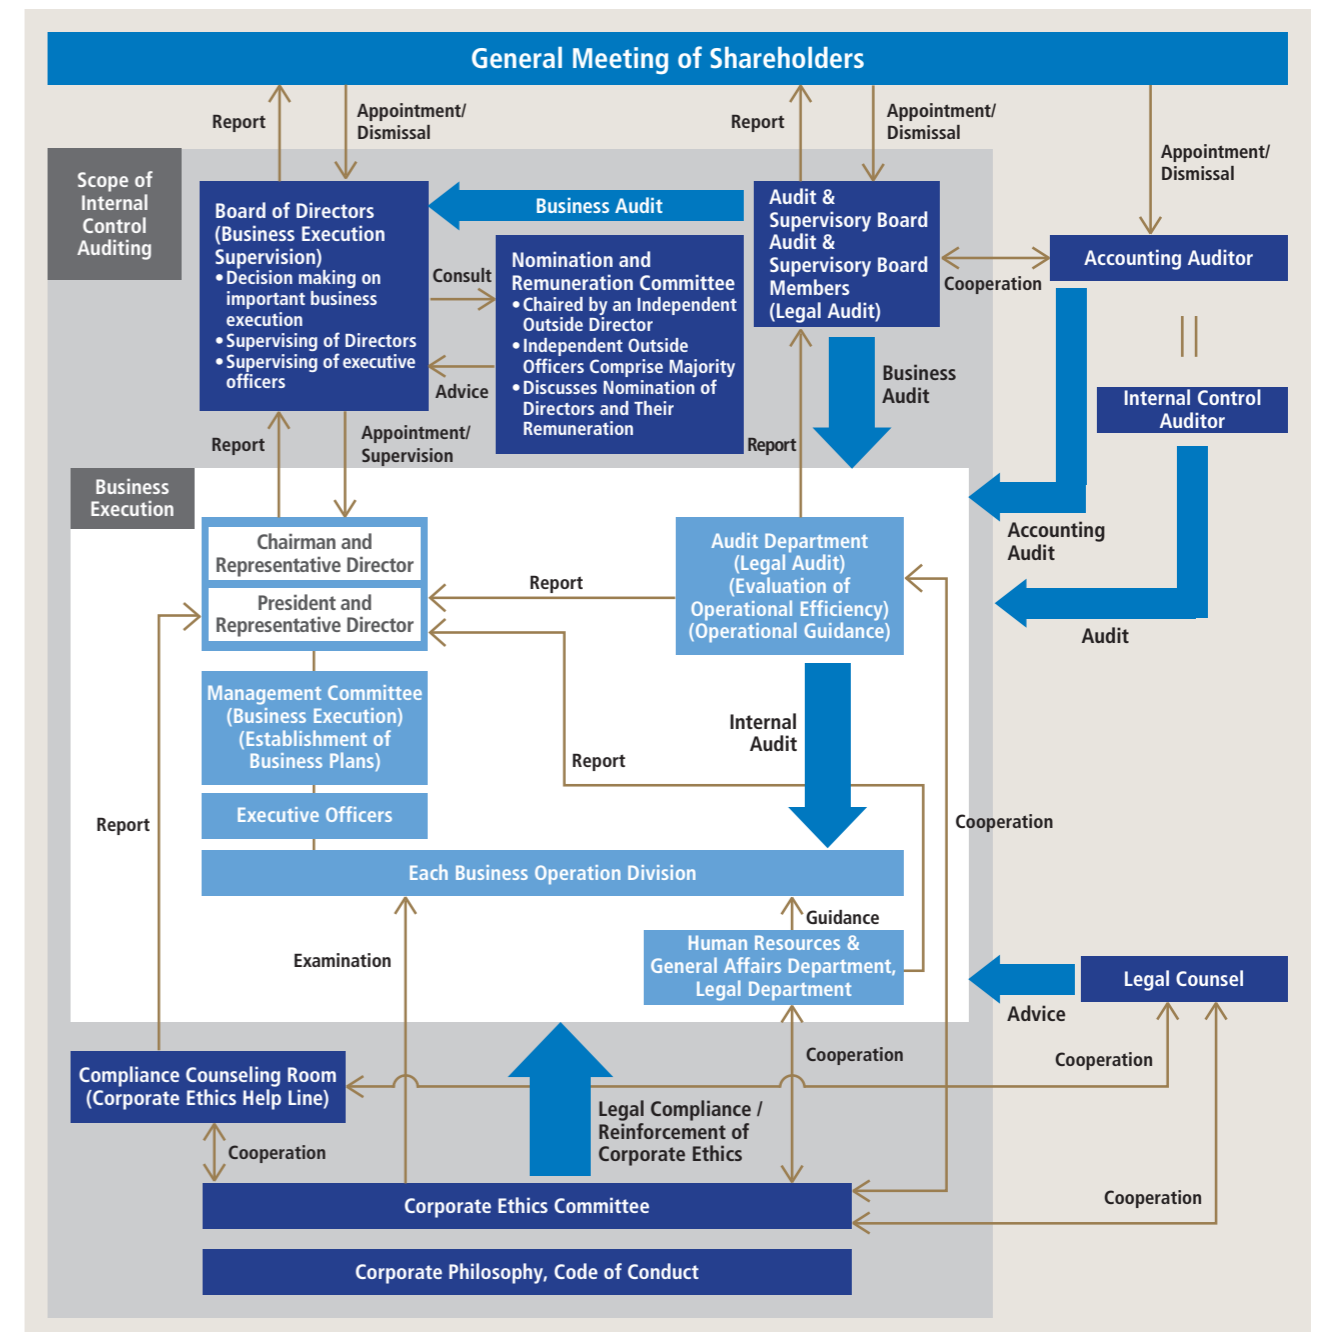 General Meeting of Shareholders
Report
Appointment/
Dismissal
Report
Appointment/
Dismissal
Appointment/
Dismissal
Scope of
Internal
Control
Auditing
Board of Directors
(Business Execution
Supervision)
•Decision making on
important business
execution
•Supervising of Directors
•Supervising of executive
officers
Business Audit
Consult
Advice
Nomination and
Remuneration Committee
•Chaired by an Independent
Outside Director
•Independent Outside
Officers Comprise Majority
•Discusses Nomination of
Directors and Their
Remuneration
Audit &
Supervisory Board
Audit &
Supervisory Board
Members
(Legal Audit)
Cooperation
Accounting Auditor
||
Internal Control
Auditor
Business
Audit
Report
Appointment/
Supervision
Report
Business
Execution
Chairman and
Representative Director
President and
Representative Director
Report
Audit Department
(Legal Audit)
(Evaluation of
Operational Efficiency)
(Operational Guidance)
Accounting
Audit
Audit
Management Committee
(Business Execution)
(Establishment of
Business Plans)
Internal
Audit
Report
Executive Officers
Report
Cooperation
Each Business Operation Division
Guidance
Examination
Human Resources &
General Affairs Department,
Legal Department
Legal Counsel
Advice
Cooperation
Cooperation
Compliance Counseling Room
(Corporate Ethics Help Line)
Legal Compliance /
Reinforcement of
Corporate Ethics
Cooperation
Cooperation
Corporate Ethics Committee
Corporate Philosophy, Code of Conduct